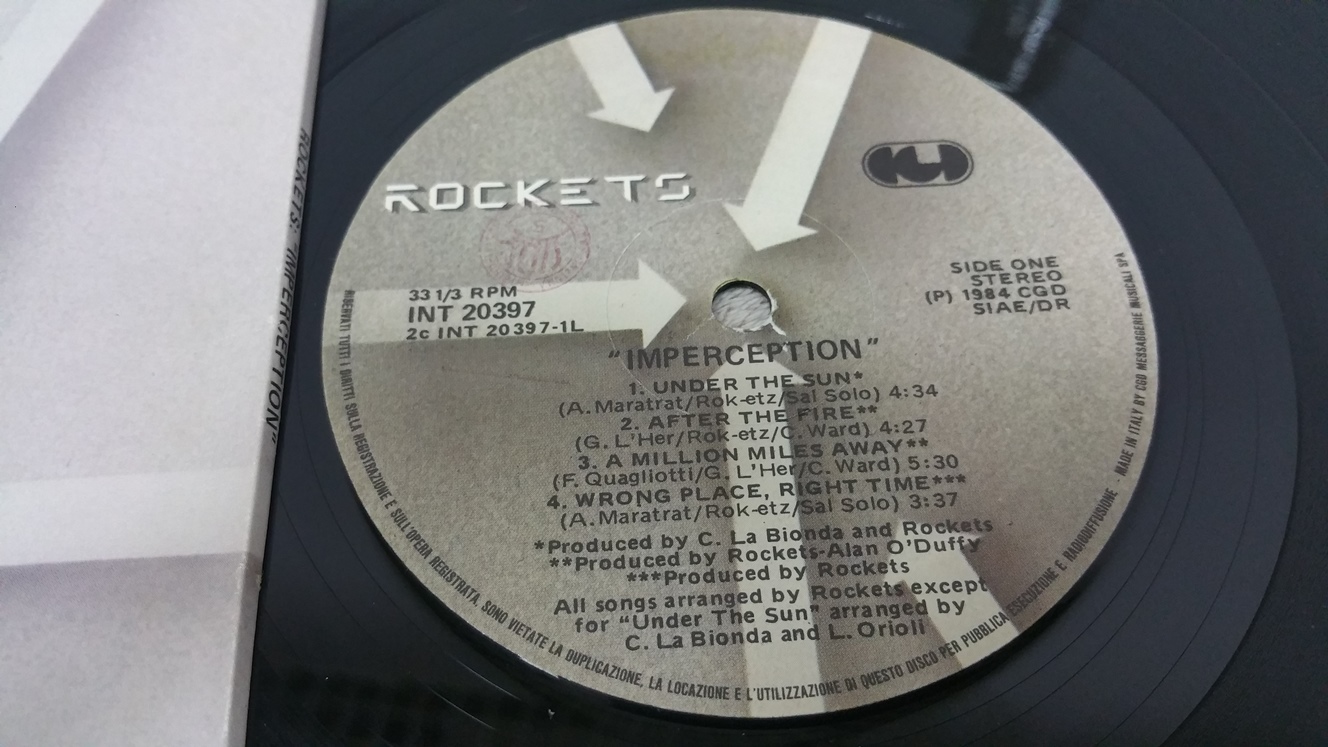 ROCKETS: "IMPERCEPTION"
ROCKETS
33 1/3 RPM
INT 20397
2c INT 20397-1L
SIDE ONE
STEREO
(P) 1984 CGD
SIAE/DR
"IMPERCEPTION"
1. UNDER THE SUN*
(A. Maratrat/Rok-etz/Sal Solo) 4:34
2. AFTER THE FIRE**
(G. L'Her/Rok-etz/C. Ward) 4:27
3. A MILLION MILES AWAY**
(F. Quagliotti/G. L'Her/C. Ward) 5:30
4. WRONG PLACE, RIGHT TIME***
(A. Maratrat/Rok-etz/Sal Solo) 3:37
*Produced by C. La Bionda and Rockets
**Produced by Rockets-Alan O'Duffy
***Produced by Rockets
All songs arranged by Rockets except
for "Under The Sun" arranged by
C. La Bionda and L. Orioli
RISERVATI TUTTI I DIRITTI SULLA REGISTRAZIONE E SULL'OPERA REGISTRATA. SONO VIETATE LA DUPLICAZIONE, LA LOCAZIONE E L'UTILIZZAZIONE DI QUESTO DISCO PER PUBBLICA ESECUZIONE E RADIODIFFUSIONE - MADE IN ITALY BY CGD MESSAGGERIE MUSICALI SPA